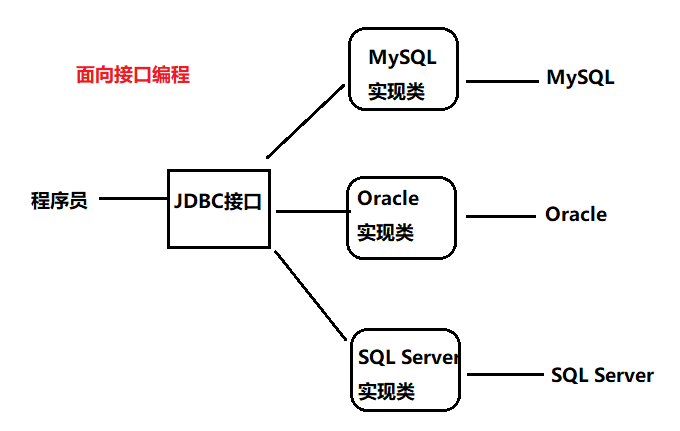 面向接口编程
MySQL
实现类
MySQL
程序员
JDBC接口
Oracle
实现类
Oracle
SQL Server
实现类
SQL Server